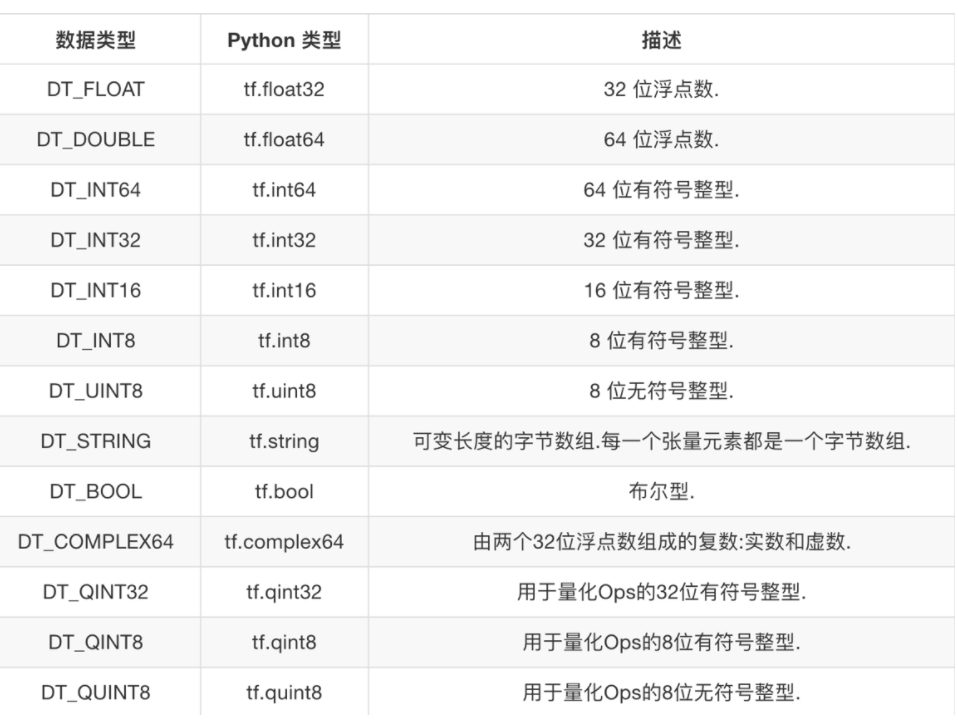 数据类型 Python 类型 描述
DT_FLOAT tf.float32 32 位浮点数.
DT_DOUBLE tf.float64 64 位浮点数.
DT_INT64 tf.int64 64 位有符号整型.
DT_INT32 tf.int32 32 位有符号整型.
DT_INT16 tf.int16 16 位有符号整型.
DT_INT8 tf.int8 8 位有符号整型.
DT_UINT8 tf.uint8 8 位无符号整型.
DT_STRING tf.string 可变长度的字节数组.每一个张量元素都是一个字节数组.
DT_BOOL tf.bool 布尔型.
DT_COMPLEX64 tf.complex64 由两个32位浮点数组成的复数:实数和虚数.
DT_QINT32 tf.qint32 用于量化Ops的32位有符号整型.
DT_QINT8 tf.qint8 用于量化Ops的8位有符号整型.
DT_QUINT8 tf.quint8 用于量化Ops的8位无符号整型.